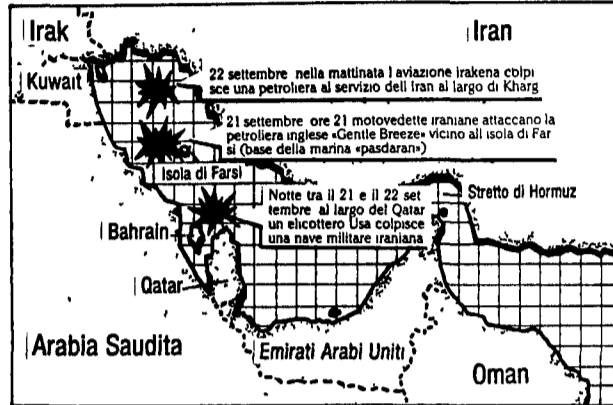 Irak
Iran
Kuwait
22 settembre nella mattinata l aviazione irakena colpi
sce una petroliera al servizio dell Iran al largo di Kharg
21 settembre ore 21 motovedette iraniane attaccano la
petroliera inglese «Gentle Breeze» vicino all isola di Far
si (base della marina «pasdaran»)
Isola di Farsi
Notte tra il 21 e il 22 set
tembre al largo del Qatar
un elicottero Usa colpisce
una nave militare iraniana
Stretto di Hormuz
Bahrain
Qatar
Arabia Saudita
Emirati Arabi Uniti
Oman